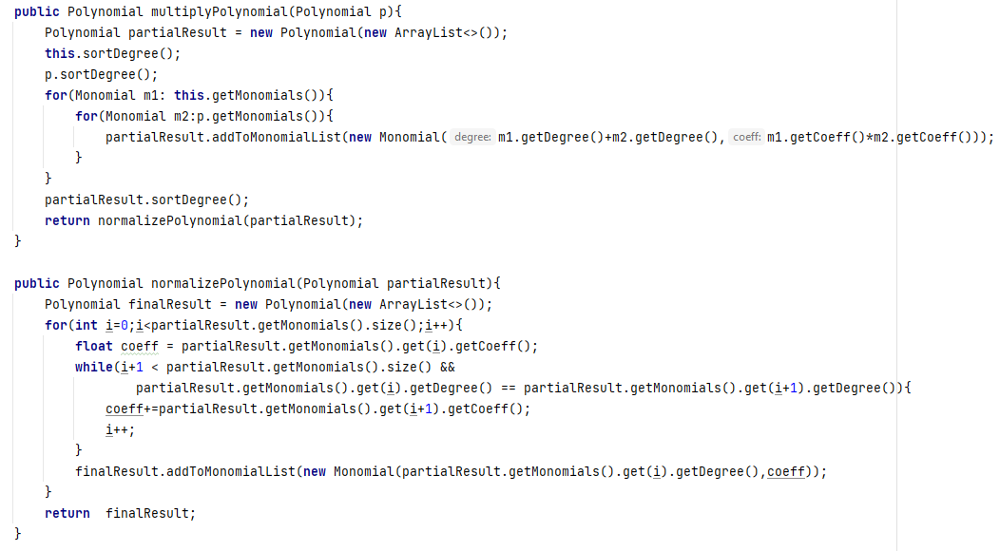 public Polynomial multiplyPolynomial(Polynomial p){
    Polynomial partialResult = new Polynomial(new ArrayList<>());
    this.sortDegree();
    p.sortDegree();
    for(Monomial m1: this.getMonomials()){
        for(Monomial m2:p.getMonomials()){
            partialResult.addToMonomialList(new Monomial( degree: m1.getDegree()+m2.getDegree(), coeff: m1.getCoeff()*m2.getCoeff()));
        }
    }
    partialResult.sortDegree();
    return normalizePolynomial(partialResult);
}

public Polynomial normalizePolynomial(Polynomial partialResult){
    Polynomial finalResult = new Polynomial(new ArrayList<>());
    for(int i=0;i<partialResult.getMonomials().size();i++){
        float coeff = partialResult.getMonomials().get(i).getCoeff();
        while(i+1 < partialResult.getMonomials().size() &&
                partialResult.getMonomials().get(i).getDegree() == partialResult.getMonomials().get(i+1).getDegree()){
            coeff+=partialResult.getMonomials().get(i+1).getCoeff();
            i++;
        }
        finalResult.addToMonomialList(new Monomial(partialResult.getMonomials().get(i).getDegree(),coeff));
    }
    return  finalResult;
}